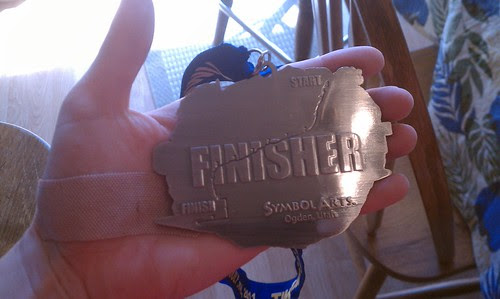 START
FINISHER
FINISH
SYMBOL ARTS
Ogden, Utah